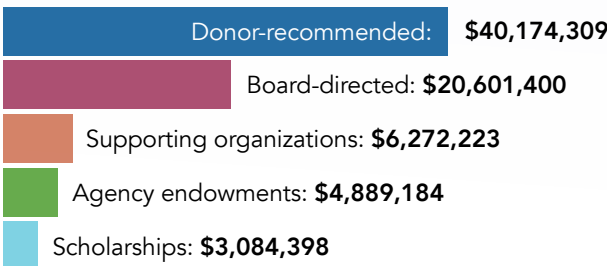 Donor-recommended: $40,174,309
Board-directed: $20,601,400
Supporting organizations: $6,272,223
Agency endowments: $4,889,184
Scholarships: $3,084,398